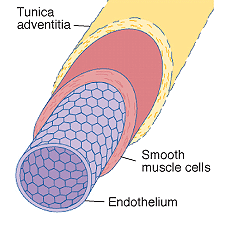 Tunica
adventitia
Smooth
muscle cells
Endothelium